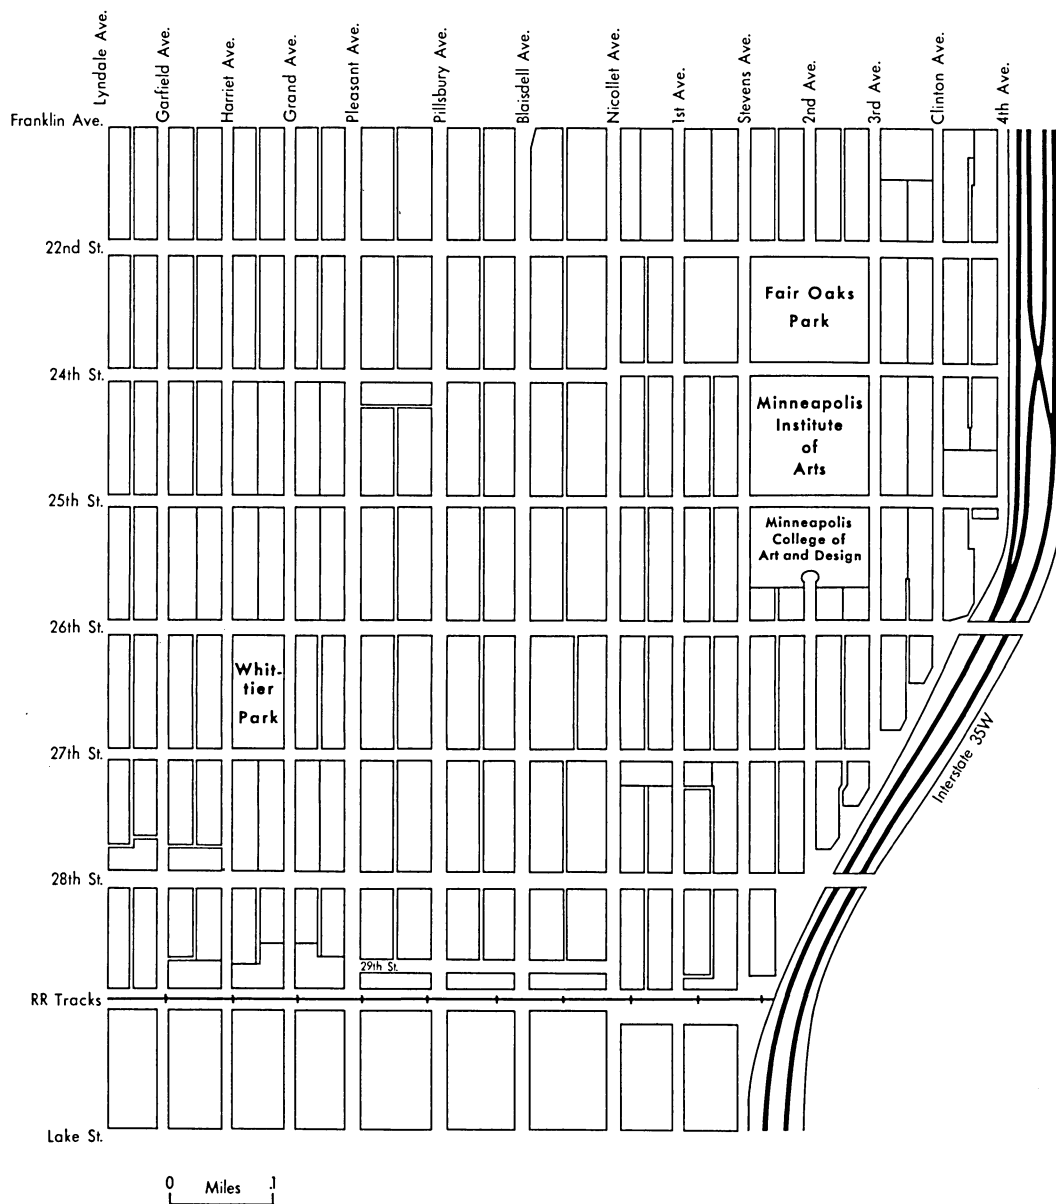 Lyndale Ave.
Garfield Ave.
Harriet Ave.
Grand Ave.
Pleasant Ave.
Pillsbury Ave.
Blaisdell Ave.
Nicollet Ave.
1st Ave.
Stevens Ave.
2nd Ave.
3rd Ave.
Clinton Ave.
4th Ave.
Franklin Ave.
22nd St.
Fair Oaks
Park
24th St.
Minneapolis
Institute
of
Arts
25th St.
Minneapolis
College of
Art and Design
26th St.
Whit-
tier
Park
27th St.
Interstate 35W
28th St.
29th St.
RR Tracks
Lake St.
0 Miles .1